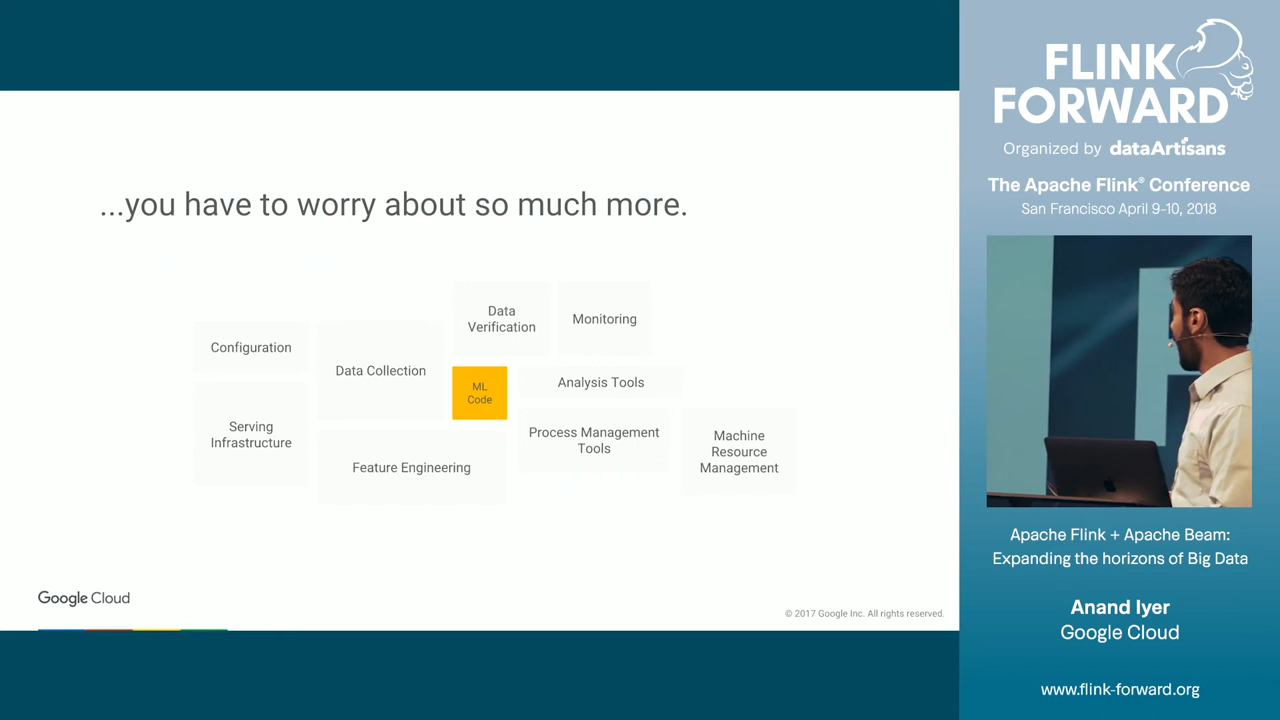 ...you have to worry about so much more.
Data
Verification
Monitoring
Configuration
Data Collection
ML
Code
Analysis Tools
Serving
Infrastructure
Feature Engineering
Process Management
Tools
Machine
Resource
Management
Google Cloud
© 2017 Google Inc. All rights reserved.
FLINK
FORWARD
Organized by dataArtisans
The Apache Flink® Conference
San Francisco April 9-10, 2018
Apache Flink + Apache Beam:
Expanding the horizons of Big Data
Anand Iyer
Google Cloud
www.flink-forward.org